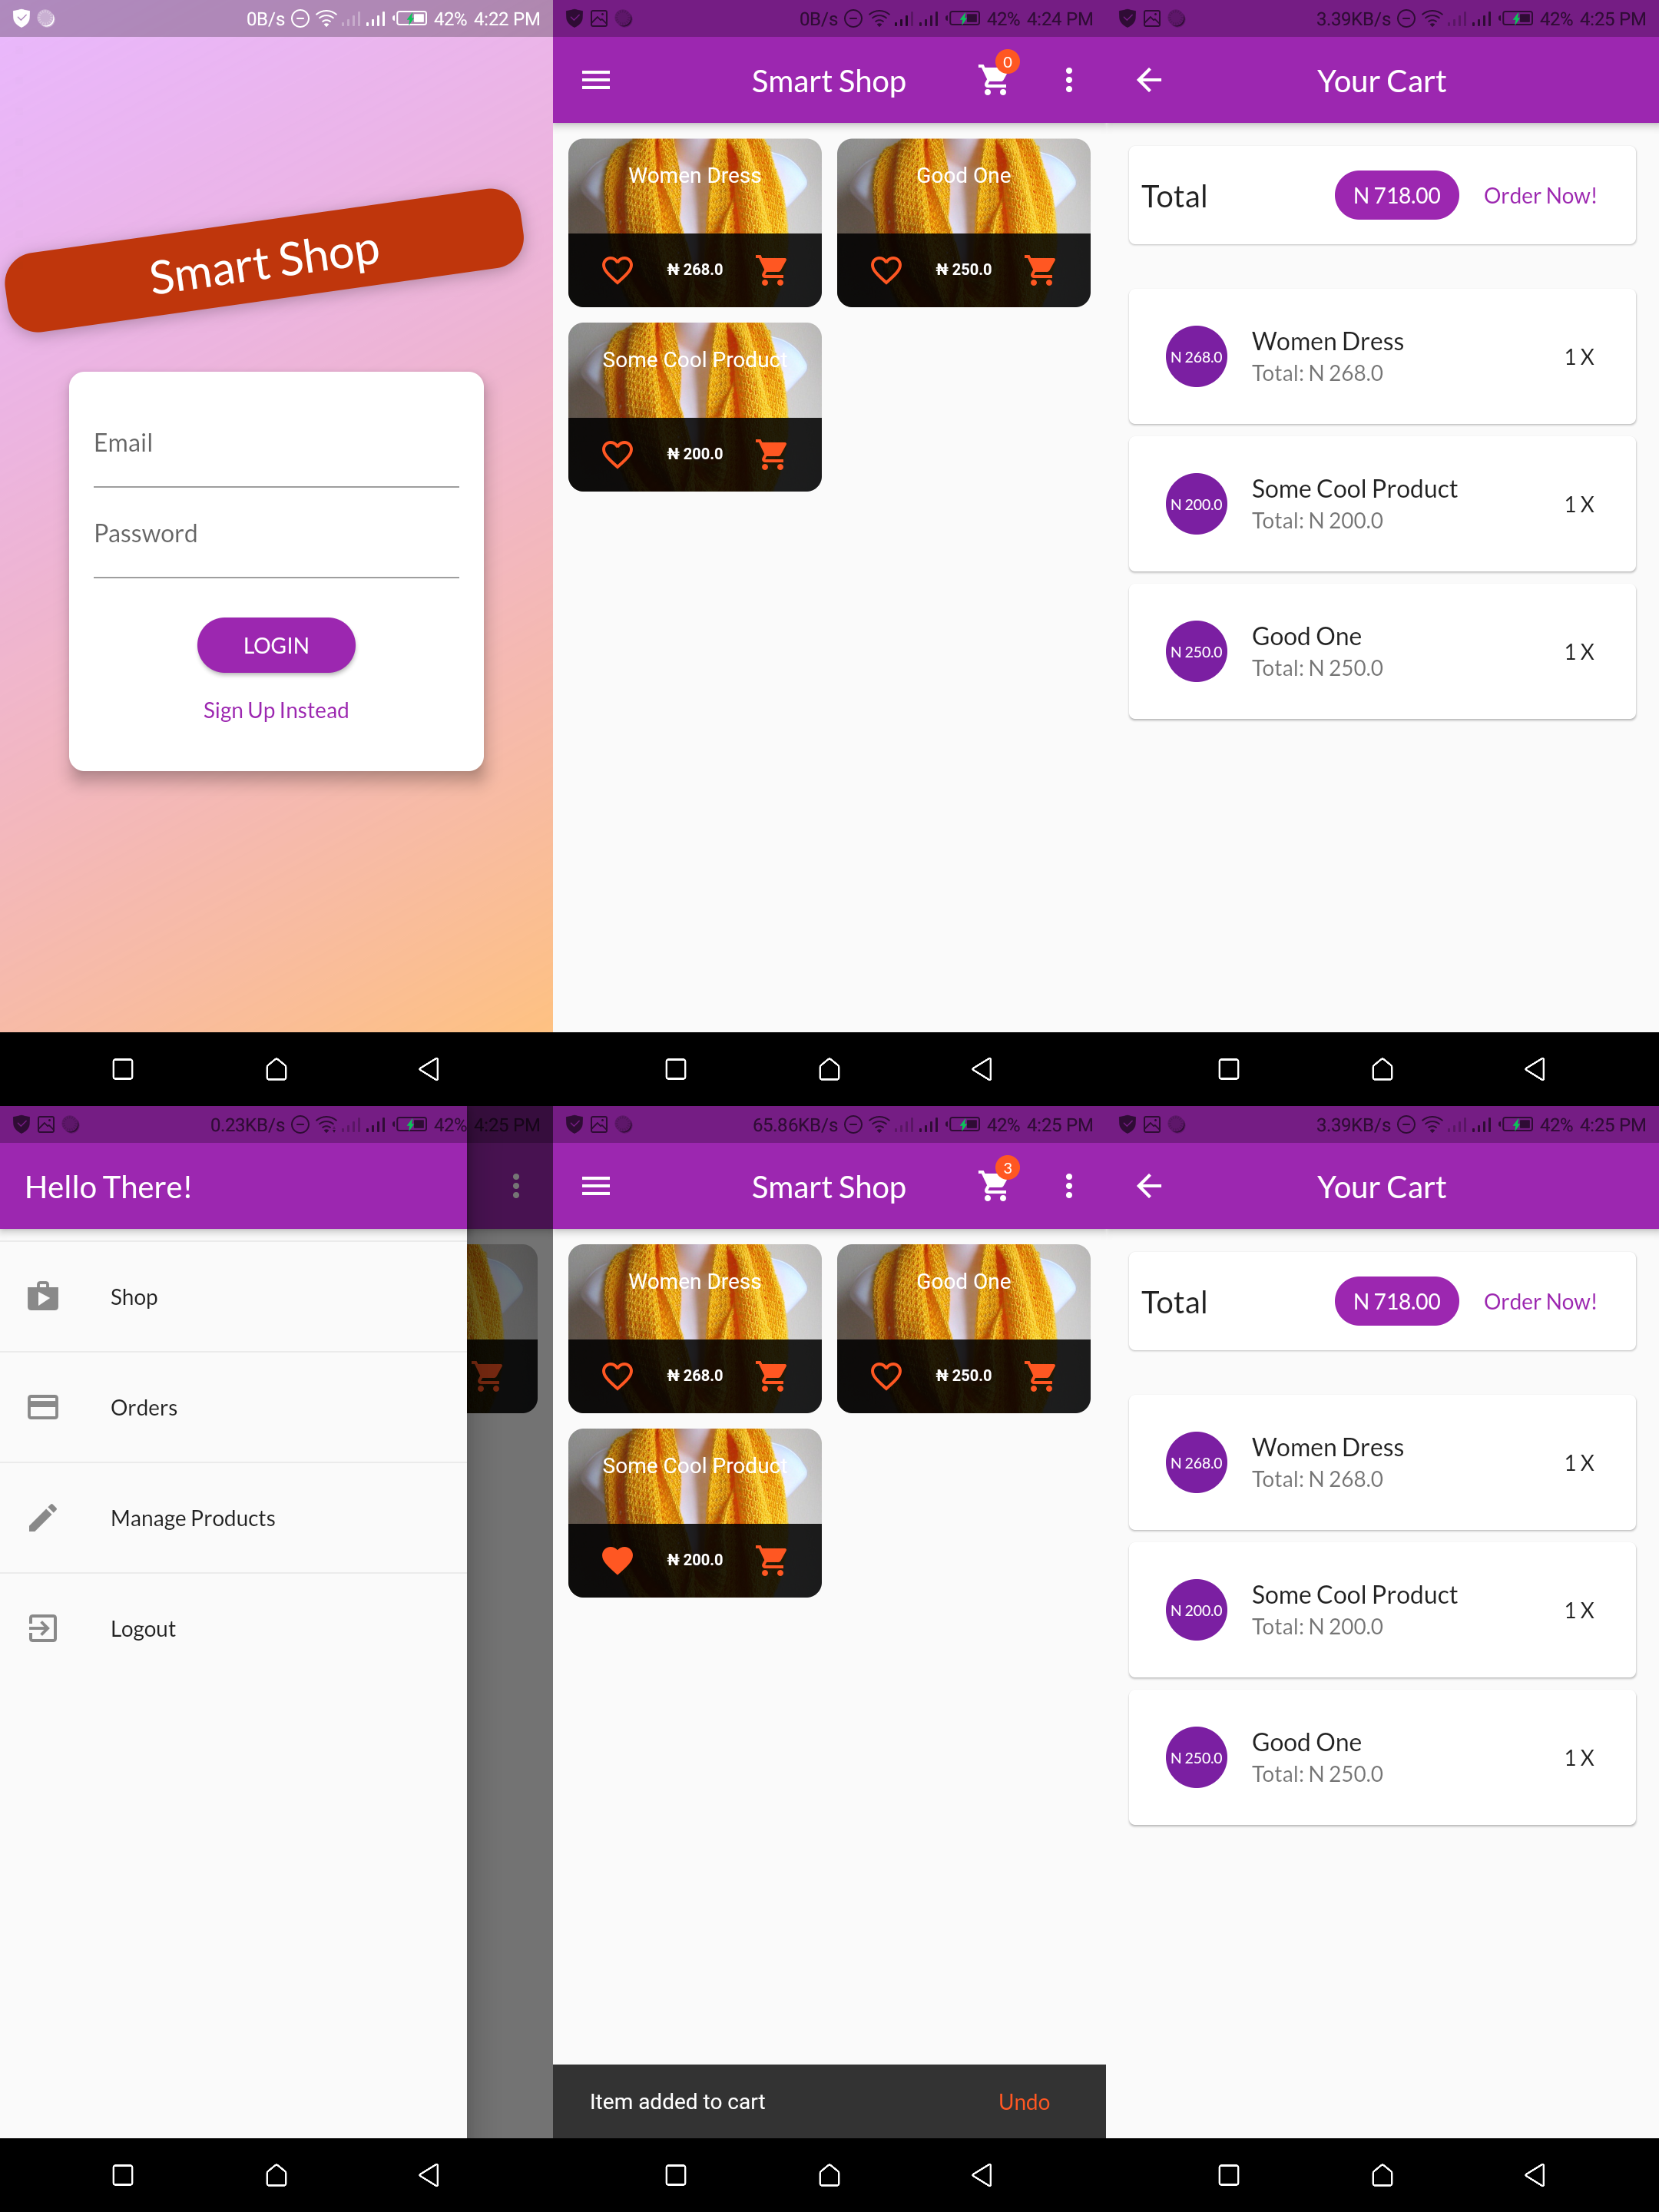 0B/s 42% 4:22 PM
Smart Shop
Email
Password
LOGIN
Sign Up Instead
0B/s 42% 4:24 PM
Smart Shop
0
Women Dress
₦ 268.0
Good One
₦ 250.0
Some Cool Product
₦ 200.0
3.39KB/s 42% 4:25 PM
Your Cart
Total N 718.00 Order Now!
N 268.0
Women Dress
Total: N 268.0
1 X
N 200.0
Some Cool Product
Total: N 200.0
1 X
N 250.0
Good One
Total: N 250.0
1 X
0.23KB/s 42% 4:25 PM
Hello There!
Shop
Orders
Manage Products
Logout
65.86KB/s 42% 4:25 PM
Smart Shop
3
Women Dress
₦ 268.0
Good One
₦ 250.0
Some Cool Product
₦ 200.0
Item added to cart Undo
3.39KB/s 42% 4:25 PM
Your Cart
Total N 718.00 Order Now!
N 268.0
Women Dress
Total: N 268.0
1 X
N 200.0
Some Cool Product
Total: N 200.0
1 X
N 250.0
Good One
Total: N 250.0
1 X